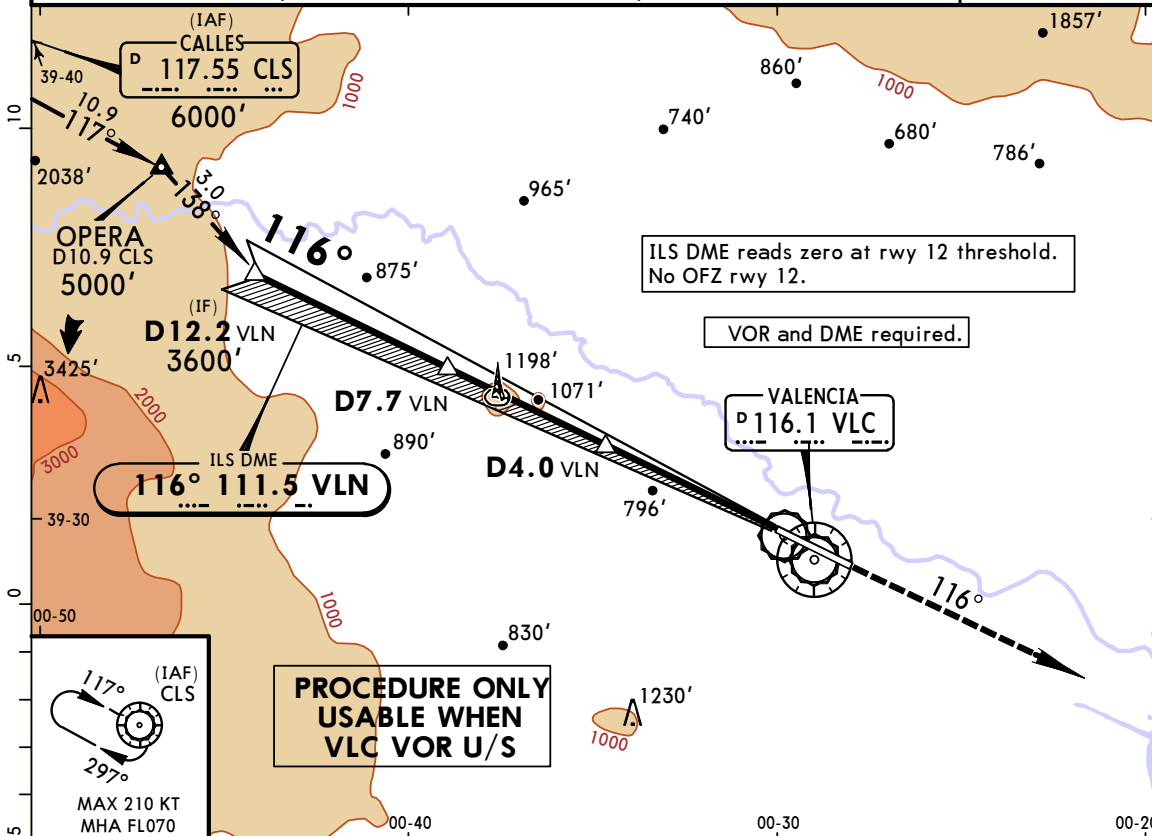 (IAF)
CALLES
D 117.55 CLS
6000'
39-40
10.9
117°
2038'
1000
3.0
138°
OPERA
D10.9 CLS
5000'
116°
1857'
860'
1000
740'
680'
786'
965'
875'
ILS DME reads zero at rwy 12 threshold.
No OFZ rwy 12.
VOR and DME required.
(IF)
D12.2 VLN
3600'
3425'
2000
3000
1198'
1071'
D7.7 VLN
890'
D4.0 VLN
796'
VALENCIA
D 116.1 VLC
ILS DME
116° 111.5 VLN
39-30
00-50
1000
830'
116°
PROCEDURE ONLY
USABLE WHEN
VLC VOR U/S
1230'
1000
(IAF)
CLS
117°
297°
MAX 210 KT
MHA FL070
10
5
0
5
00-40
00-30